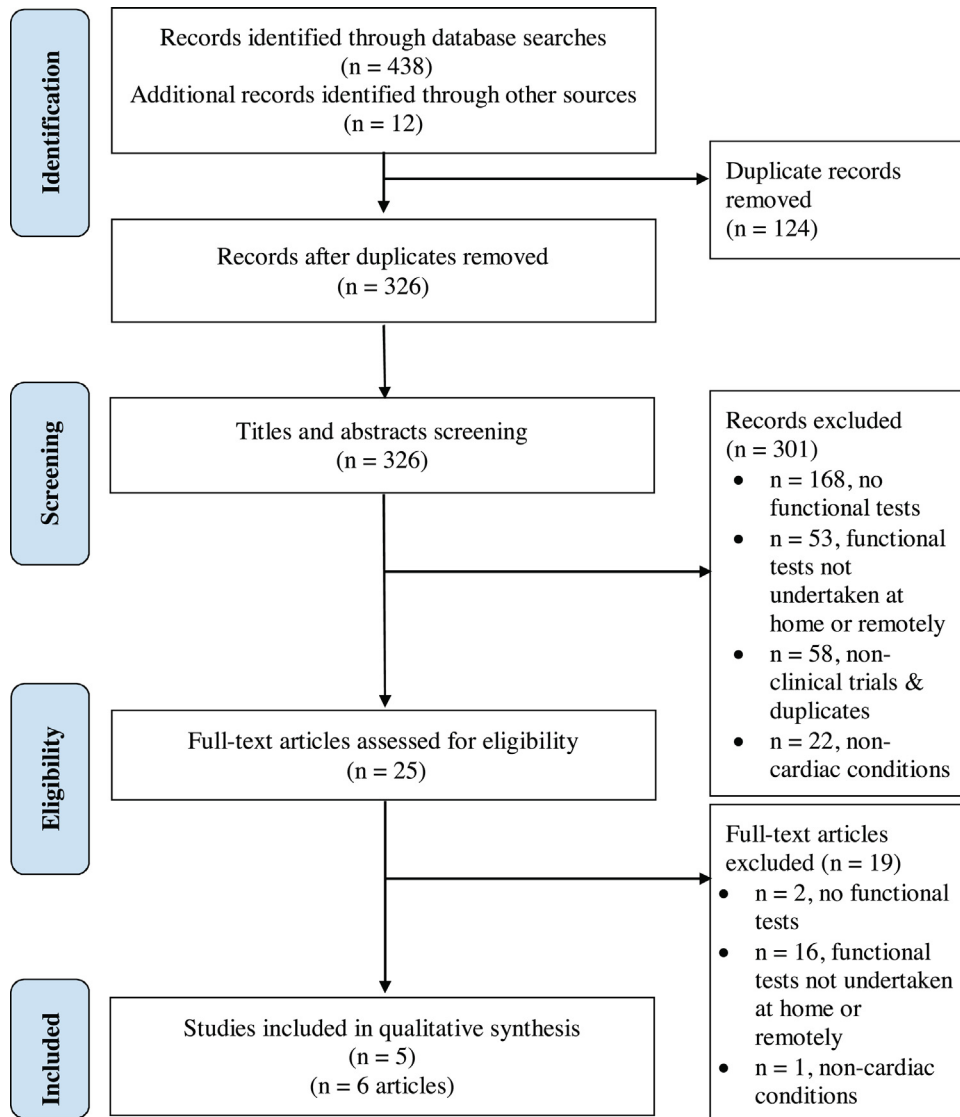 Identification
Records identified through database searches
(n = 438)
Additional records identified through other sources
(n = 12)
Duplicate records
removed
(n = 124)
Records after duplicates removed
(n = 326)
Screening
Titles and abstracts screening
(n = 326)
Records excluded
(n = 301)
• n = 168, no
functional tests
• n = 53, functional
tests not
undertaken at
home or remotely
• n = 58, non-
clinical trials &
duplicates
• n = 22, non-
cardiac conditions
Eligibility
Full-text articles assessed for eligibility
(n = 25)
Full-text articles
excluded (n = 19)
• n = 2, no functional
tests
• n = 16, functional
tests not undertaken
at home or
remotely
• n = 1, non-cardiac
conditions
Included
Studies included in qualitative synthesis
(n = 5)
(n = 6 articles)